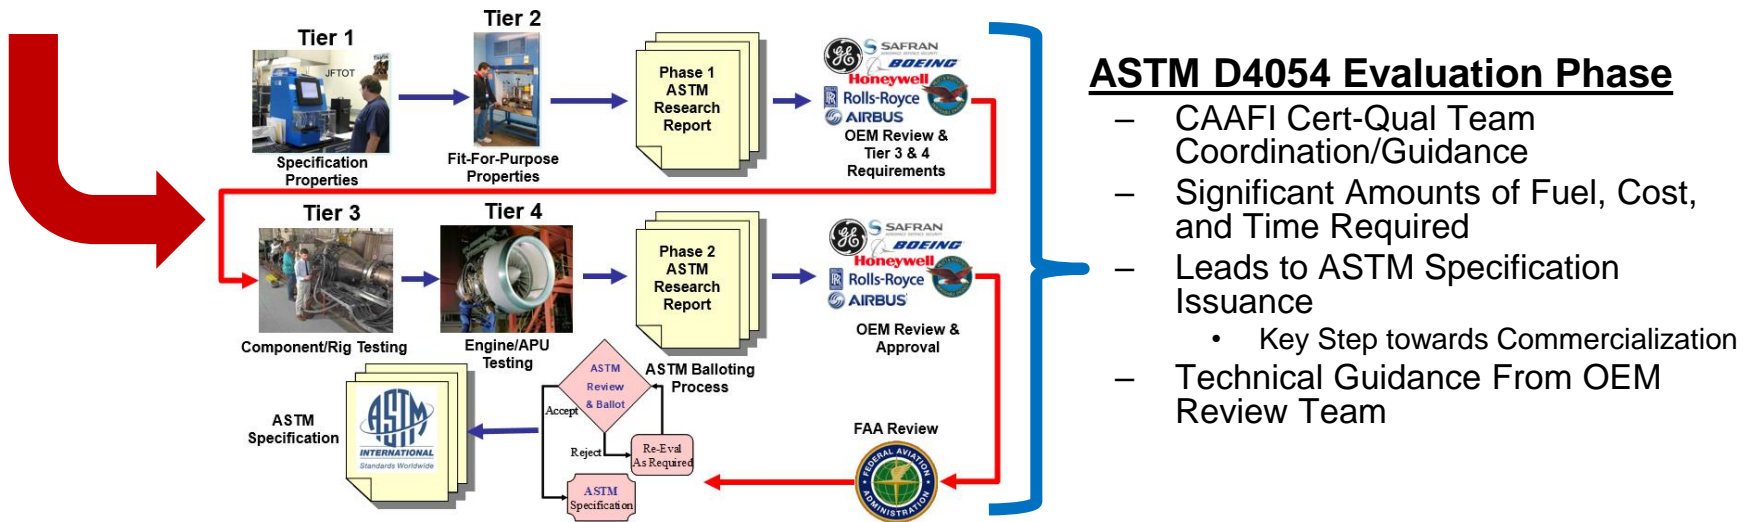 Tier 1
JFTOT
Specification
Properties
Tier 2
Fit-For-Purpose
Properties
Phase 1
ASTM
Research
Report
GE
SAFRAN
BOEING
Honeywell
Rolls-Royce
AIRBUS
OEM Review &
Tier 3 & 4
Requirements
Tier 3
Component/Rig Testing
Tier 4
Engine/APU
Testing
Phase 2
ASTM
Research
Report
GE
SAFRAN
BOEING
Honeywell
Rolls-Royce
AIRBUS
OEM Review &
Approval
FAA Review
FEDERAL AVIATION
ADMINISTRATION
ASTM Balloting
Process
ASTM
Review
& Ballot
Accept
Reject
Re-Eval
As Required
ASTM
Specification
ASTM
Specification
ASTM
INTERNATIONAL
Standards Worldwide
ASTM D4054 Evaluation Phase
– CAAFI Cert-Qual Team
Coordination/Guidance
– Significant Amounts of Fuel, Cost,
and Time Required
– Leads to ASTM Specification
Issuance
• Key Step towards Commercialization
– Technical Guidance From OEM
Review Team